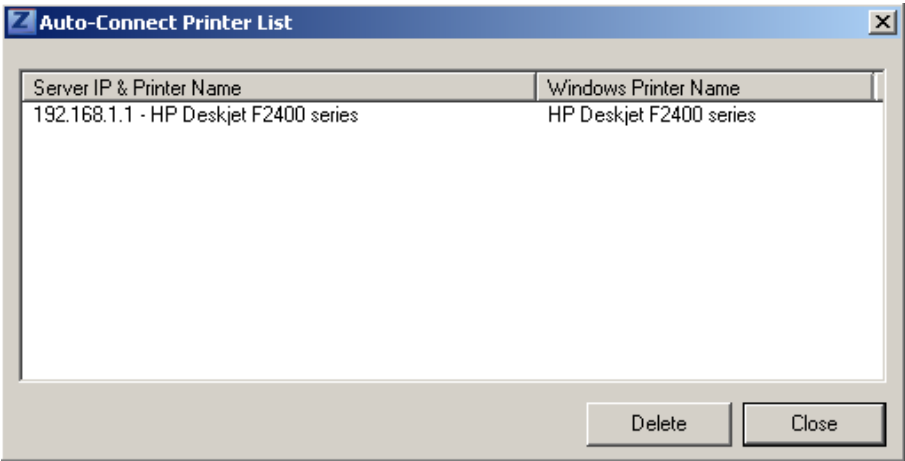 Z Auto-Connect Printer List
Server IP & Printer Name Windows Printer Name
192.168.1.1 - HP Deskjet F2400 series HP Deskjet F2400 series
Delete Close